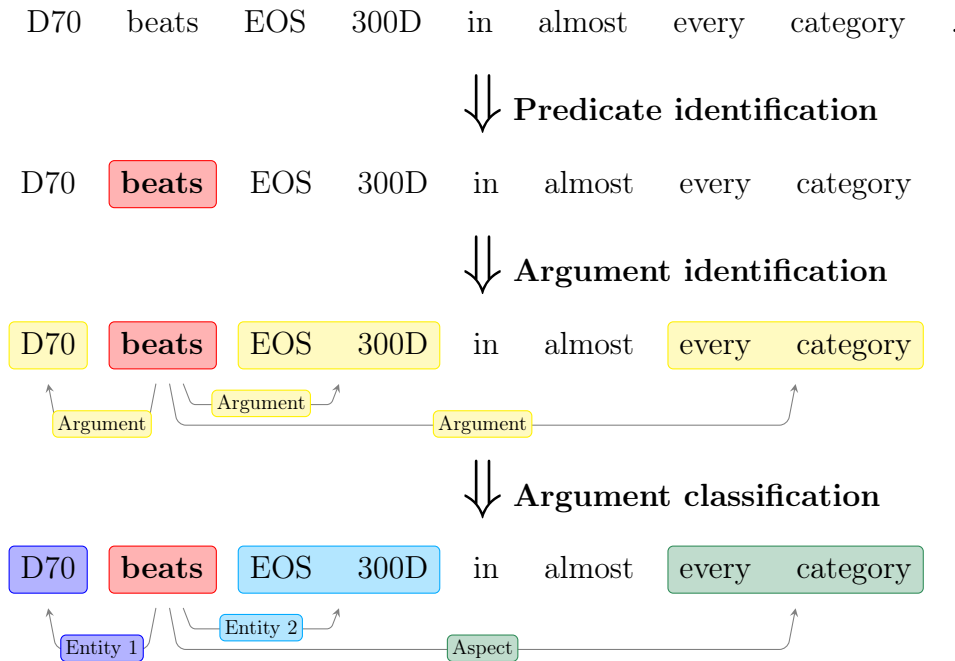 D70 beats EOS 300D in almost every category .
Predicate identification
D70 beats EOS 300D in almost every category
Argument identification
D70 beats EOS 300D in almost every category
Argument
Argument Argument
Argument classification
D70 beats EOS 300D in almost every category
Entity 2
Entity 1 Aspect